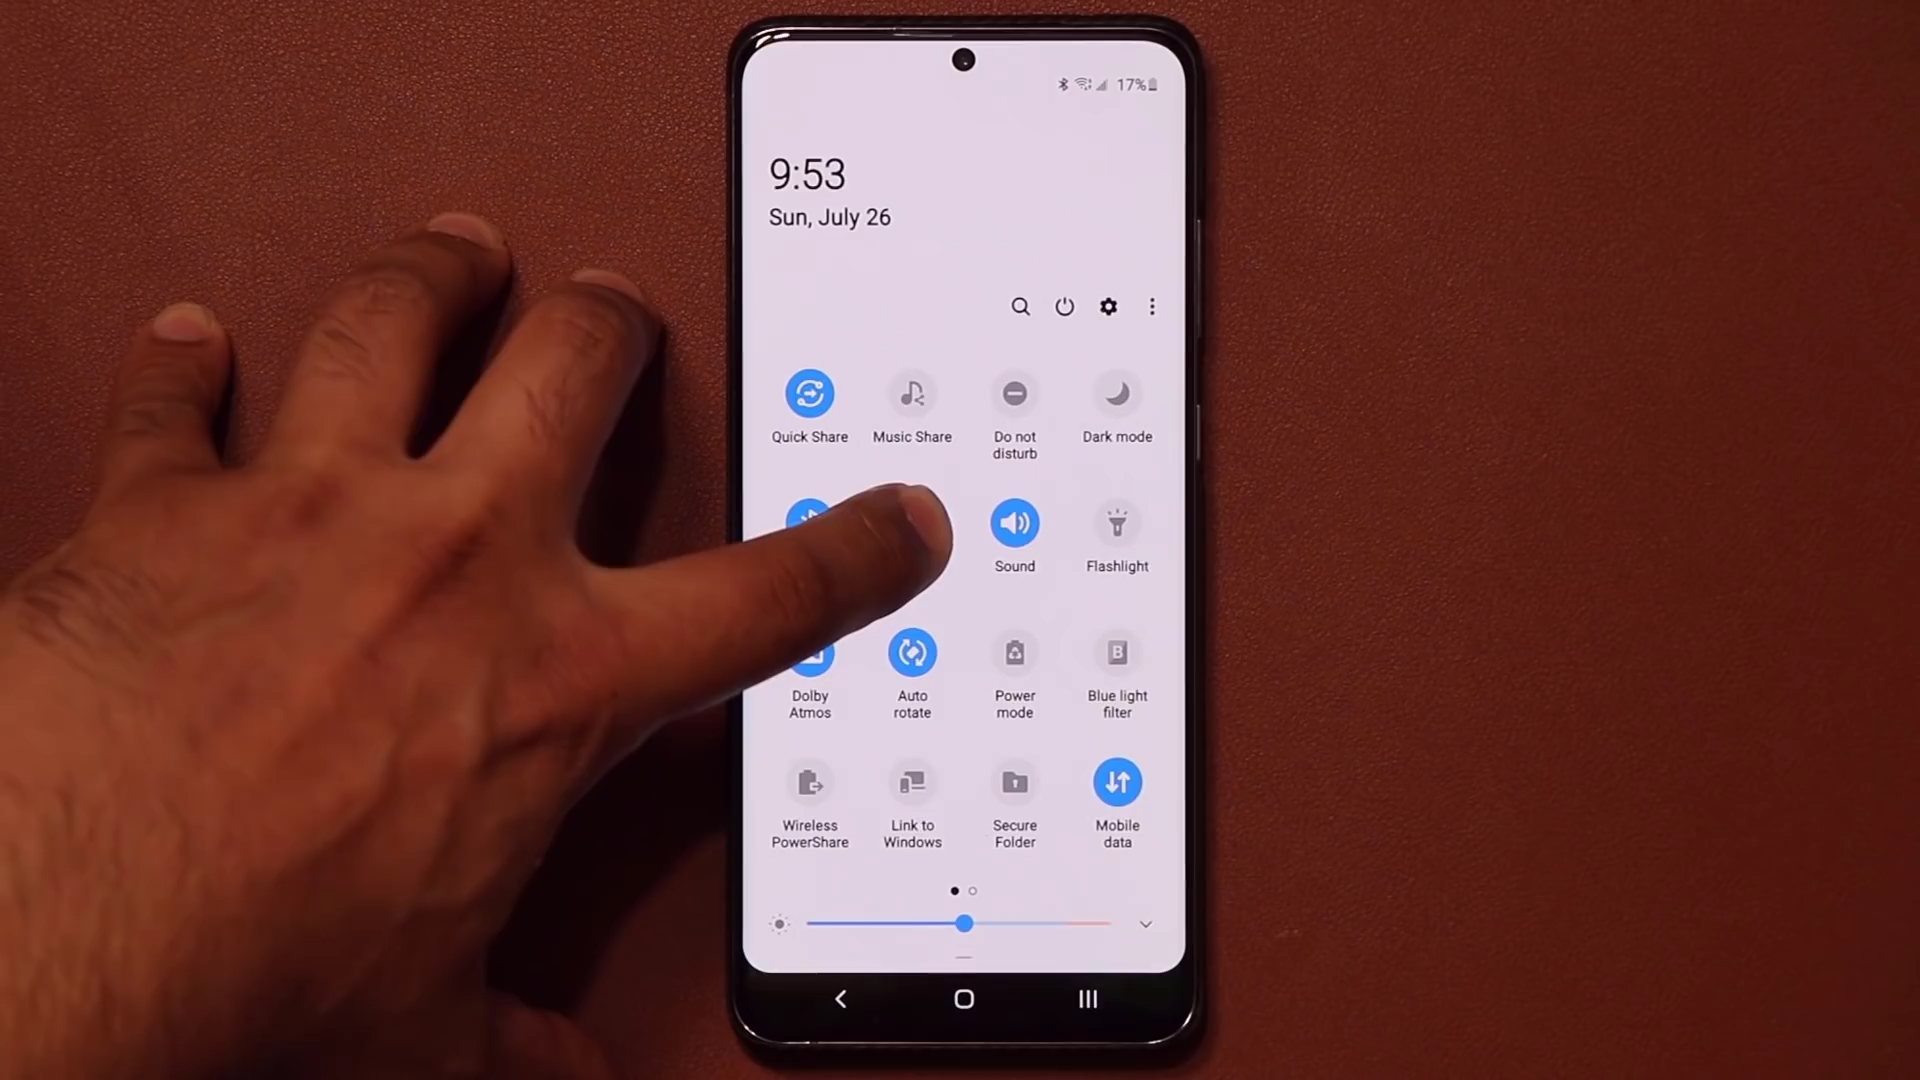 17%
9:53
Sun, July 26
Quick Share
Music Share
Do not
disturb
Dark mode
Sound
Flashlight
Dolby
Atmos
Auto
rotate
Power
mode
B
Blue light
filter
Wireless
PowerShare
Link to
Windows
Secure
Folder
Mobile
data